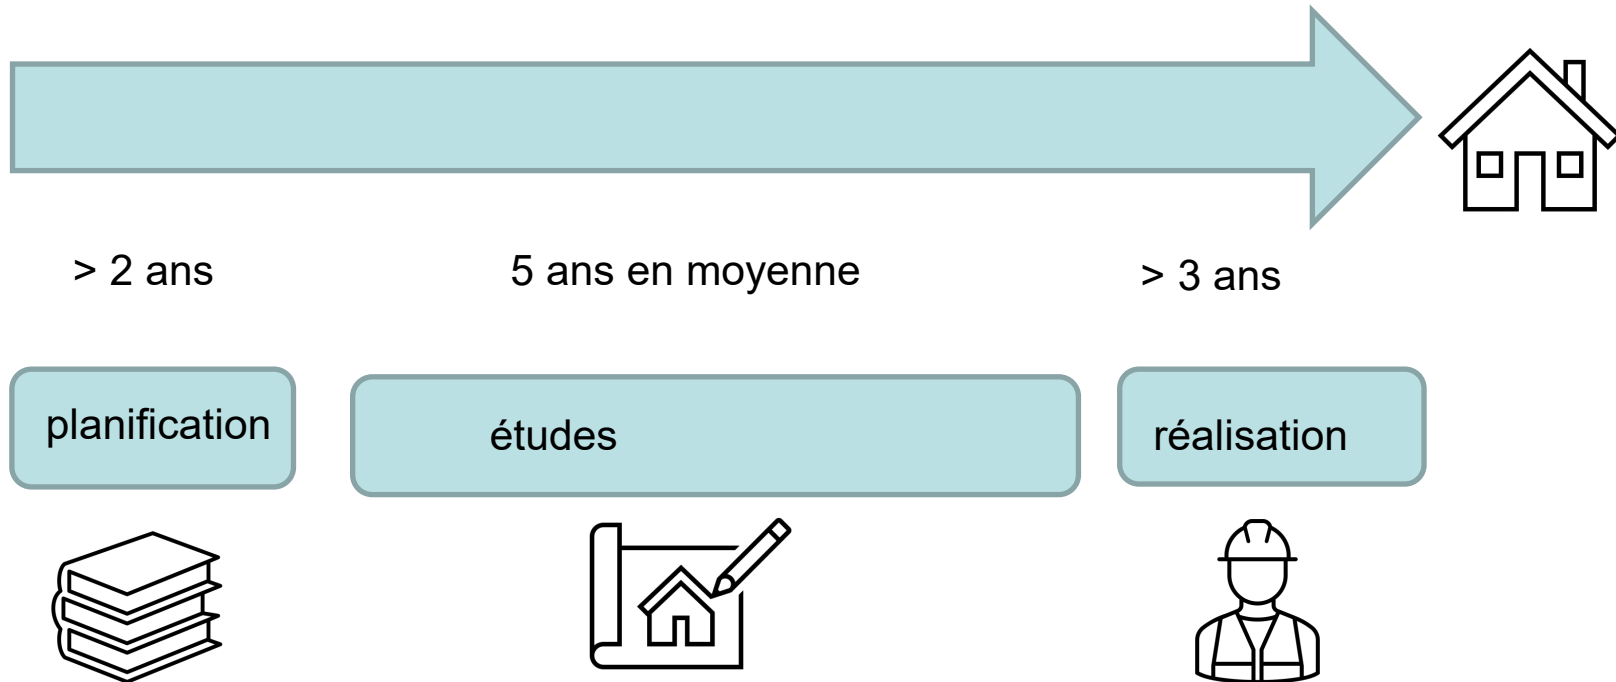 > 2 ans
5 ans en moyenne
> 3 ans
planification
études
réalisation